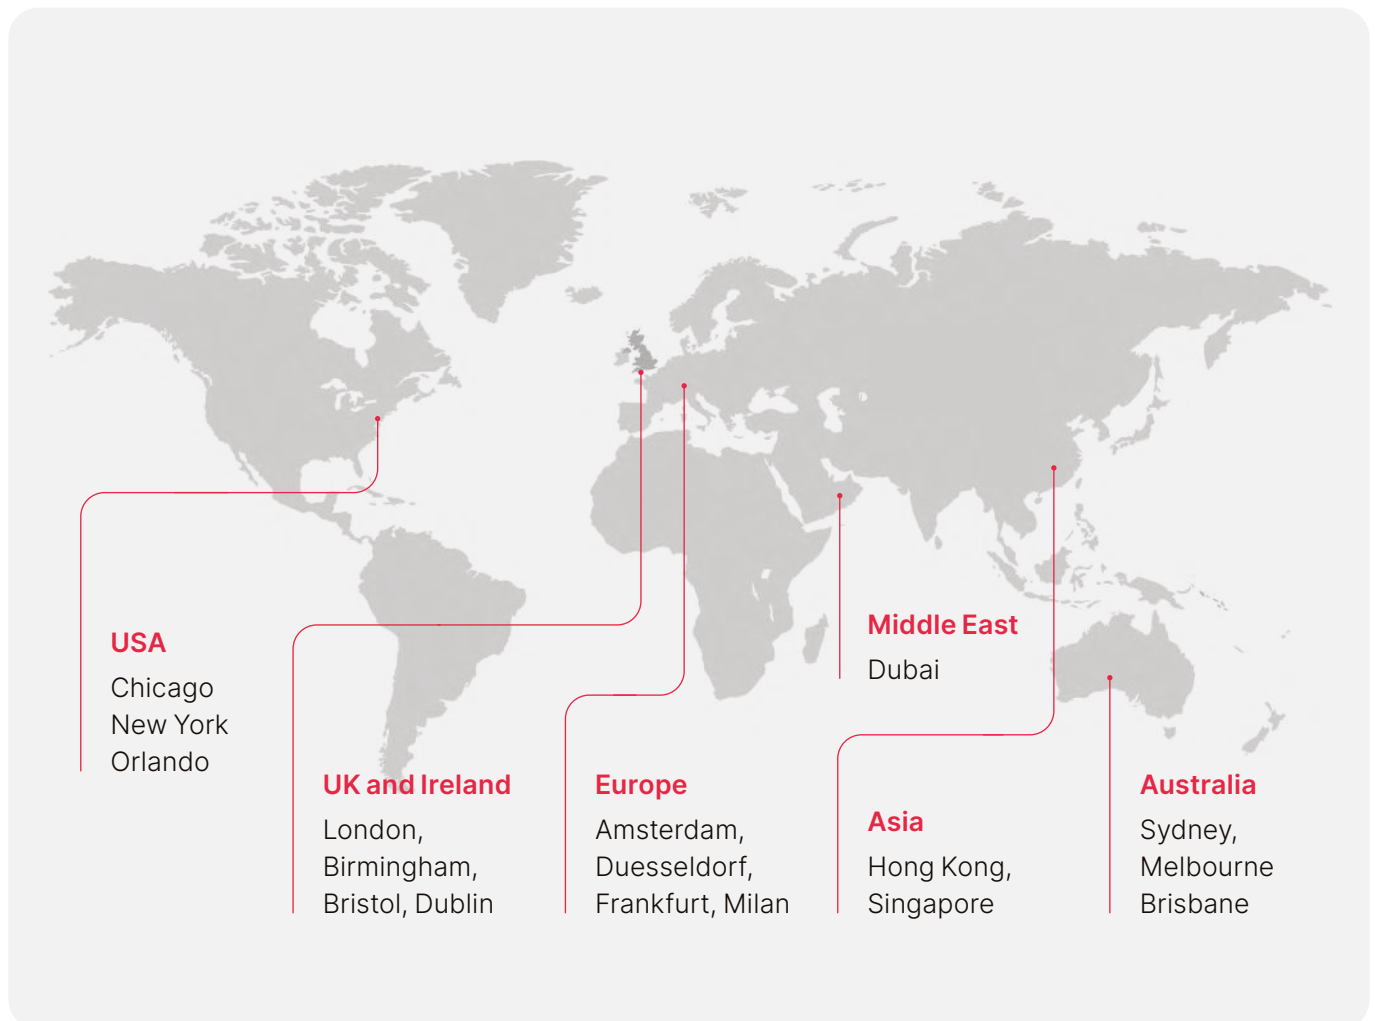 USA
Chicago
New York
Orlando
UK and Ireland
London,
Birmingham,
Bristol, Dublin
Europe
Amsterdam,
Duesseldorf,
Frankfurt, Milan
Middle East
Dubai
Asia
Hong Kong,
Singapore
Australia
Sydney,
Melbourne
Brisbane